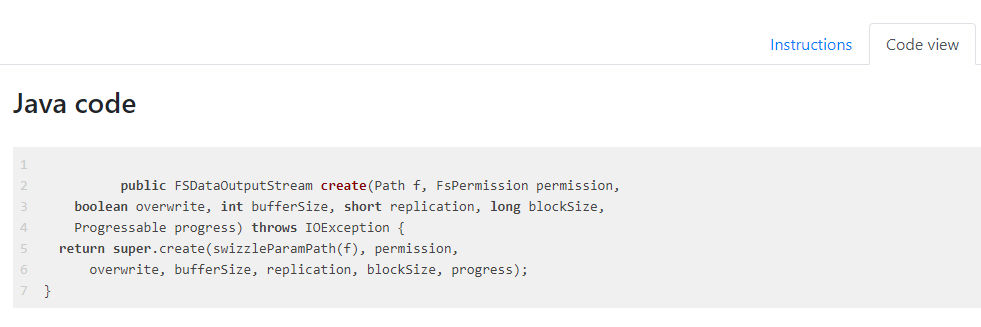 Instructions Code view
Java code
1
2 public FSDataOutputStream create(Path f, FsPermission permission,
3 boolean overwrite, int bufferSize, short replication, long blockSize,
4 Progressable progress) throws IOException {
5 return super.create(swizzleParamPath(f), permission,
6 overwrite, bufferSize, replication, blockSize, progress);
7 }